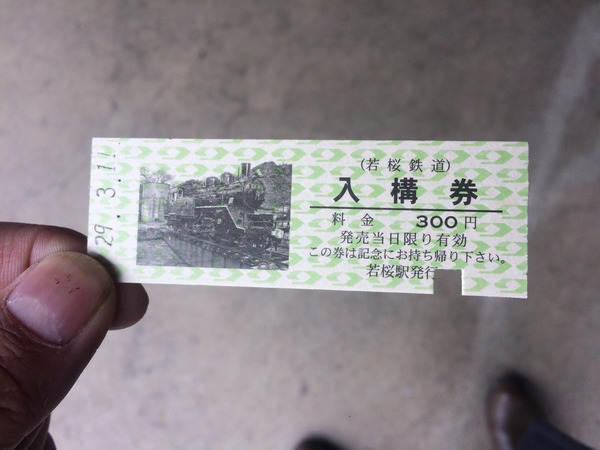 29.3.11
(若桜鉄道)
入構券
料金 300円
発売当日限り有効
この券は記念にお持ち帰り下さい。
若桜駅発行